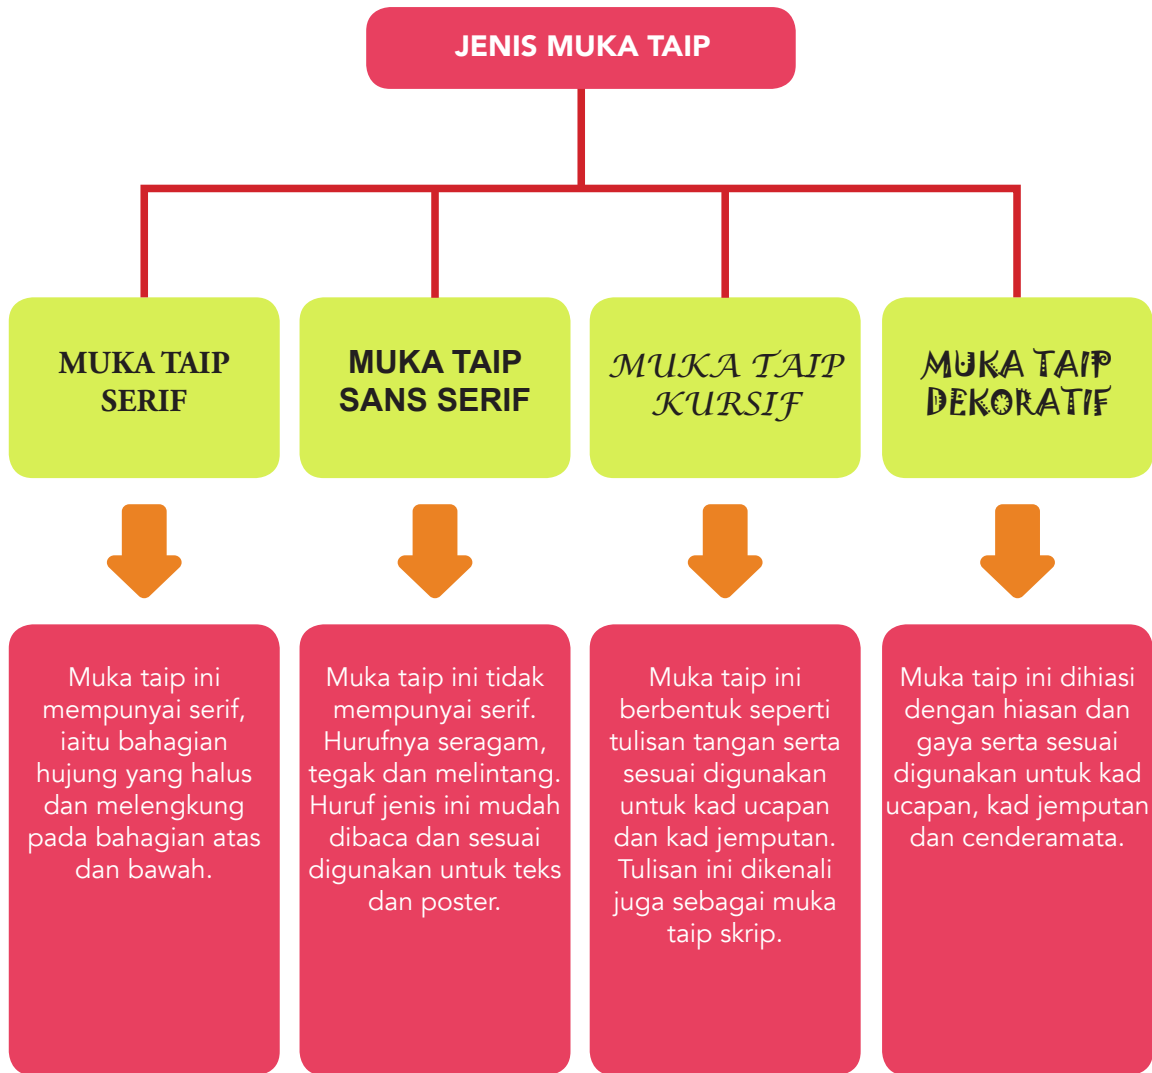 JENIS MUKA TAIP
MUKA TAIP
SERIF
MUKA TAIP
SANS SERIF
MUKA TAIP
KURSIF
MUKA TAIP
DEKORATIF
Muka taip ini
mempunyai serif,
iaitu bahagian
hujung yang halus
dan melengkung
pada bahagian atas
dan bawah.
Muka taip ini tidak
mempunyai serif.
Hurufnya seragam,
tegak dan melintang.
Huruf jenis ini mudah
dibaca dan sesuai
digunakan untuk teks
dan poster.
Muka taip ini
berbentuk seperti
tulisan tangan serta
sesuai digunakan
untuk kad ucapan
dan kad jemputan.
Tulisan ini dikenali
juga sebagai muka
taip skrip.
Muka taip ini dihiasi
dengan hiasan dan
gaya serta sesuai
digunakan untuk kad
ucapan, kad jemputan
dan cenderamata.